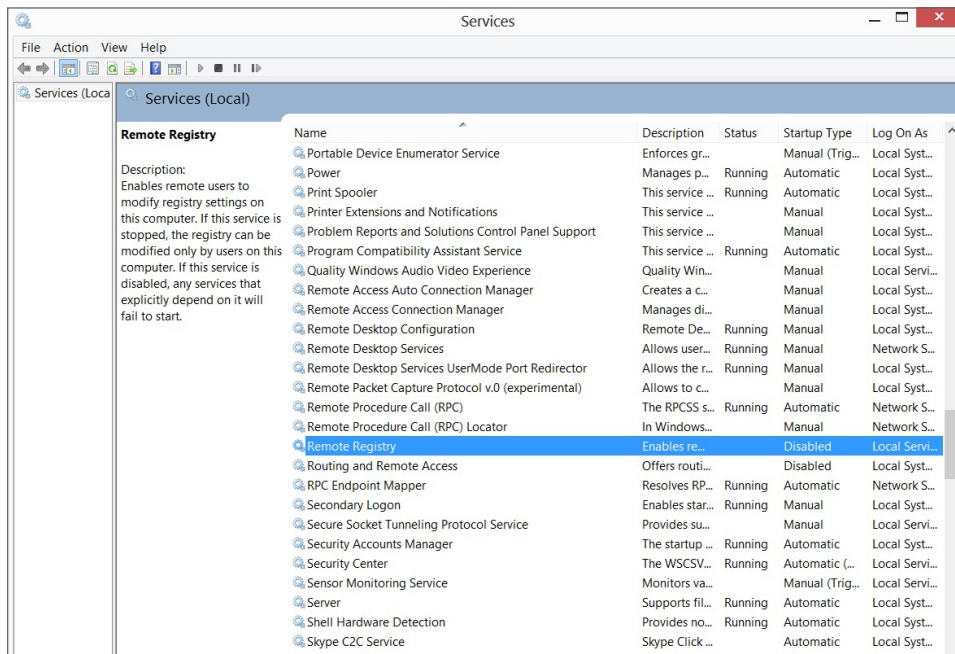 Services
File Action View Help
Services (Loca
Services (Local)
Remote Registry
Description:
Enables remote users to
modify registry settings on
this computer. If this service is
stopped, the registry can be
modified only by users on this
computer. If this service is
disabled, any services that
explicitly depend on it will
fail to start.
Name Description Status Startup Type Log On As
Portable Device Enumerator Service Enforces gr... Manual (Trig... Local Syst...
Power Manages p... Running Automatic Local Syst...
Print Spooler This service ... Running Automatic Local Syst...
Printer Extensions and Notifications This service ... Manual Local Syst...
Problem Reports and Solutions Control Panel Support This service ... Manual Local Syst...
Program Compatibility Assistant Service This service ... Running Automatic Local Syst...
Quality Windows Audio Video Experience Quality Win... Manual Local Servi...
Remote Access Auto Connection Manager Creates a c... Manual Local Syst...
Remote Access Connection Manager Manages di... Manual Local Syst...
Remote Desktop Configuration Remote De... Running Manual Local Syst...
Remote Desktop Services Allows user... Running Manual Network S...
Remote Desktop Services UserMode Port Redirector Allows the r... Running Manual Local Syst...
Remote Packet Capture Protocol v.0 (experimental) Allows to c... Manual Local Syst...
Remote Procedure Call (RPC) The RPCSS s... Running Automatic Network S...
Remote Procedure Call (RPC) Locator In Windows... Manual Network S...
Remote Registry Enables re... Disabled Local Servi...
Routing and Remote Access Offers routi... Disabled Local Syst...
RPC Endpoint Mapper Resolves RP... Running Automatic Network S...
Secondary Logon Enables star... Running Manual Local Syst...
Secure Socket Tunneling Protocol Service Provides su... Manual Local Servi...
Security Accounts Manager The startup ... Running Automatic Local Syst...
Security Center The WSCSV... Running Automatic (... Local Servi...
Sensor Monitoring Service Monitors va... Manual (Trig... Local Servi...
Server Supports fil... Running Automatic Local Syst...
Shell Hardware Detection Provides no... Running Automatic Local Syst...
Skype C2C Service Skype Click ... Automatic Local Syst...